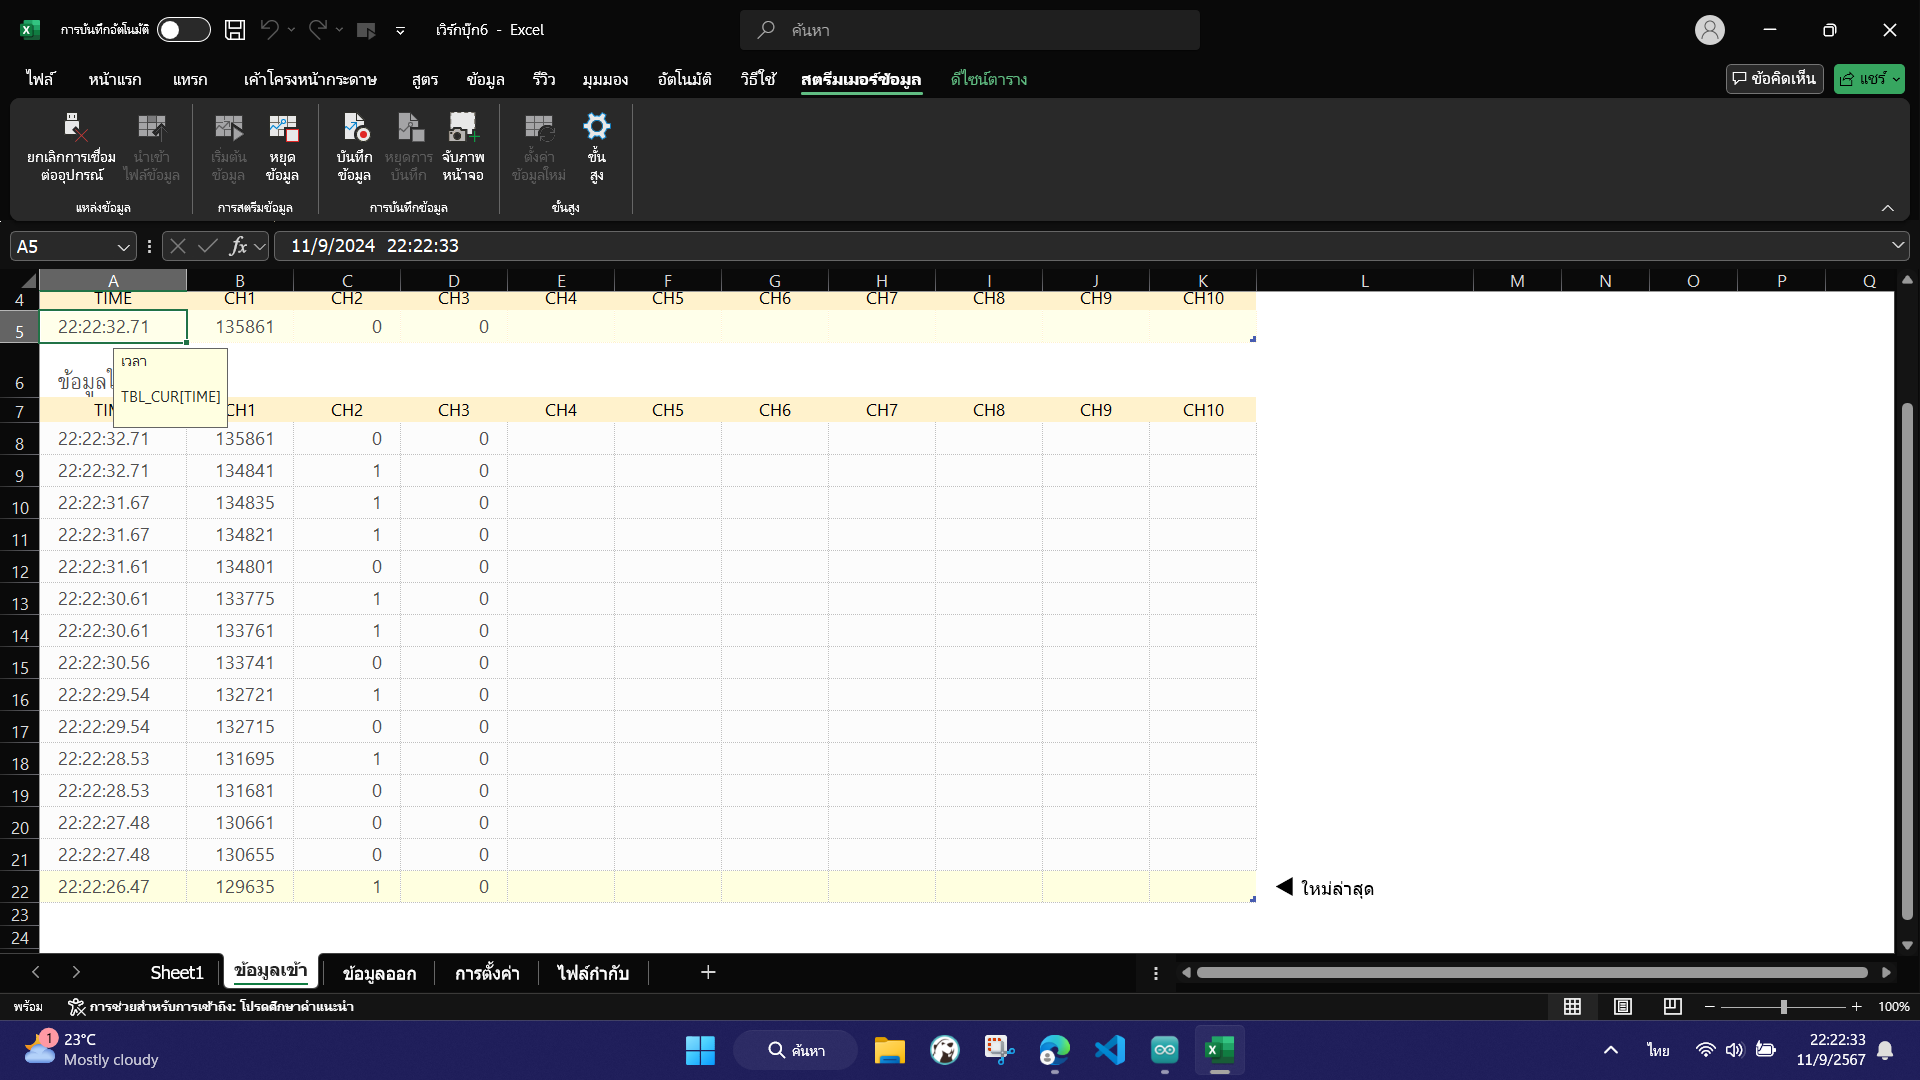 การบันทึกอัตโนมัติ
เวิร์กบุ๊ก6 - Excel
ค้นหา
ไฟล์ หน้าแรก แทรก เค้าโครงหน้ากระดาษ สูตร ข้อมูล รีวิว มุมมอง อัตโนมัติ วิธีใช้ สตรีมเมอร์ข้อมูล ดีไซน์ตาราง ข้อคิดเห็น แชร์
ยกเลิกการเชื่อมต่ออุปกรณ์ นำเข้าไฟล์ข้อมูล เริ่มต้นข้อมูล หยุดข้อมูล บันทึกข้อมูล หยุดการบันทึก จับภาพหน้าจอ ตั้งค่าข้อมูลใหม่ ขั้นสูง
แหล่งข้อมูล การสตรีมข้อมูล การบันทึกข้อมูล ขั้นสูง
A5 fx 11/9/2024 22:22:33
A B C D E F G H I J K L M N O P Q
4 TIME CH1 CH2 CH3 CH4 CH5 CH6 CH7 CH8 CH9 CH10
5 22:22:32.71 135861 0 0
เวลา
TBL_CUR[TIME]
6
7 CH1 CH2 CH3 CH4 CH5 CH6 CH7 CH8 CH9 CH10
8 22:22:32.71 135861 0 0
9 22:22:32.71 134841 1 0
10 22:22:31.67 134835 1 0
11 22:22:31.67 134821 1 0
12 22:22:31.61 134801 0 0
13 22:22:30.61 133775 1 0
14 22:22:30.61 133761 1 0
15 22:22:30.56 133741 0 0
16 22:22:29.54 132721 1 0
17 22:22:29.54 132715 0 0
18 22:22:28.53 131695 1 0
19 22:22:28.53 131681 0 0
20 22:22:27.48 130661 0 0
21 22:22:27.48 130655 0 0
22 22:22:26.47 129635 1 0 ◀ ใหม่ล่าสุด
23
24
Sheet1 ข้อมูลเข้า ข้อมูลออก การตั้งค่า ไฟล์กำกับ
พร้อม การช่วยสำหรับการเข้าถึง: โปรดศึกษาคำแนะนำ 100%
1 23°C
Mostly cloudy
ค้นหา
ไทย
22:22:33
11/9/2567